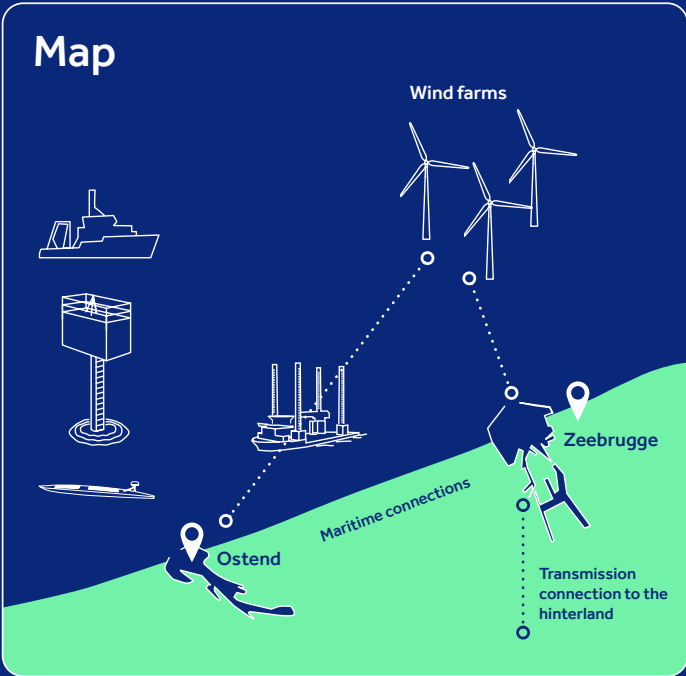 Map
Wind farms
Zeebrugge
Maritime connections
Ostend
Transmission
connection to the
hinterland